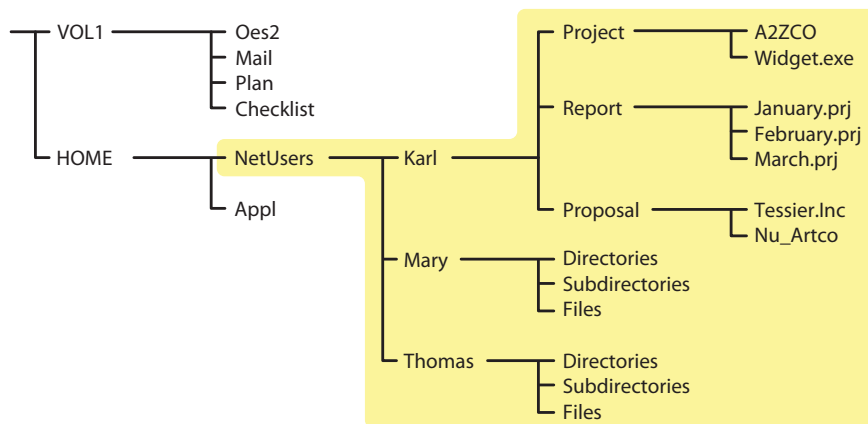 VOL1 Oes2 Project A2ZCO
Mail Widget.exe
Plan
Checklist Report January.prj
February.prj
HOME NetUsers Karl March.prj
Appl Proposal Tessier.Inc
Nu_Artco
Mary Directories
Subdirectories
Files
Thomas Directories
Subdirectories
Files